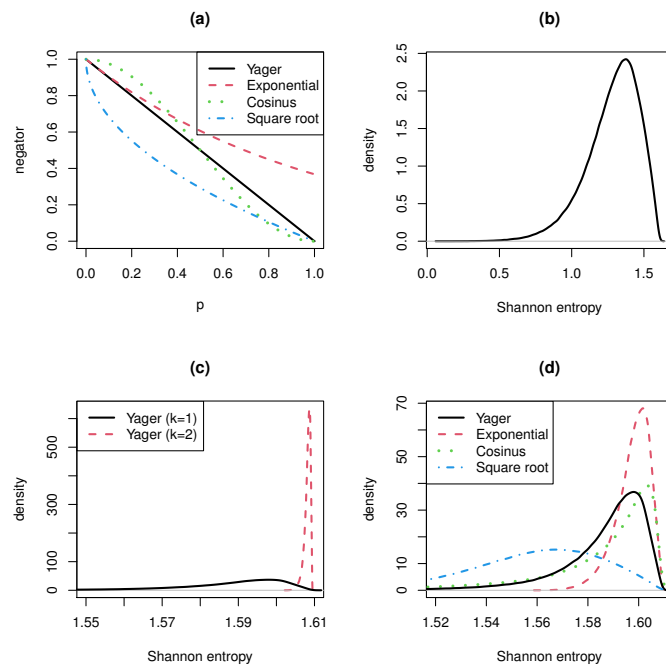 (a)
negator
0.0 0.2 0.4 0.6 0.8 1.0
Yager
Exponential
Cosinus
Square root
0.0 0.2 0.4 0.6 0.8 1.0
p
(b)
density
0.0 0.5 1.0 1.5 2.0 2.5
0.0 0.5 1.0 1.5
Shannon entropy
(c)
density
0 100 300 500
Yager (k=1)
Yager (k=2)
1.55 1.57 1.59 1.61
Shannon entropy
(d)
density
0 10 30 50 70
Yager
Exponential
Cosinus
Square root
1.52 1.54 1.56 1.58 1.60
Shannon entropy